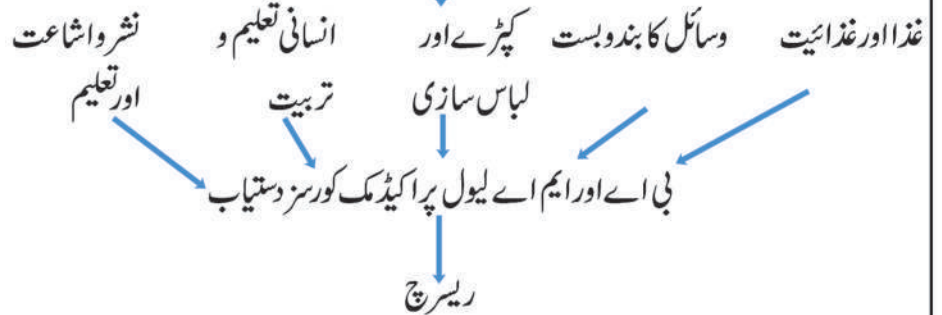 غذا اور غذائیت
وسائل کا بندوبست
کپڑے اور
لباس سازی
انسانی تعلیم و
تربیت
نشر و اشاعت
اور تعلیم
بی اے اور ایم اے لیول پر اکیڈمک کورسز دستیاب
ریسرچ